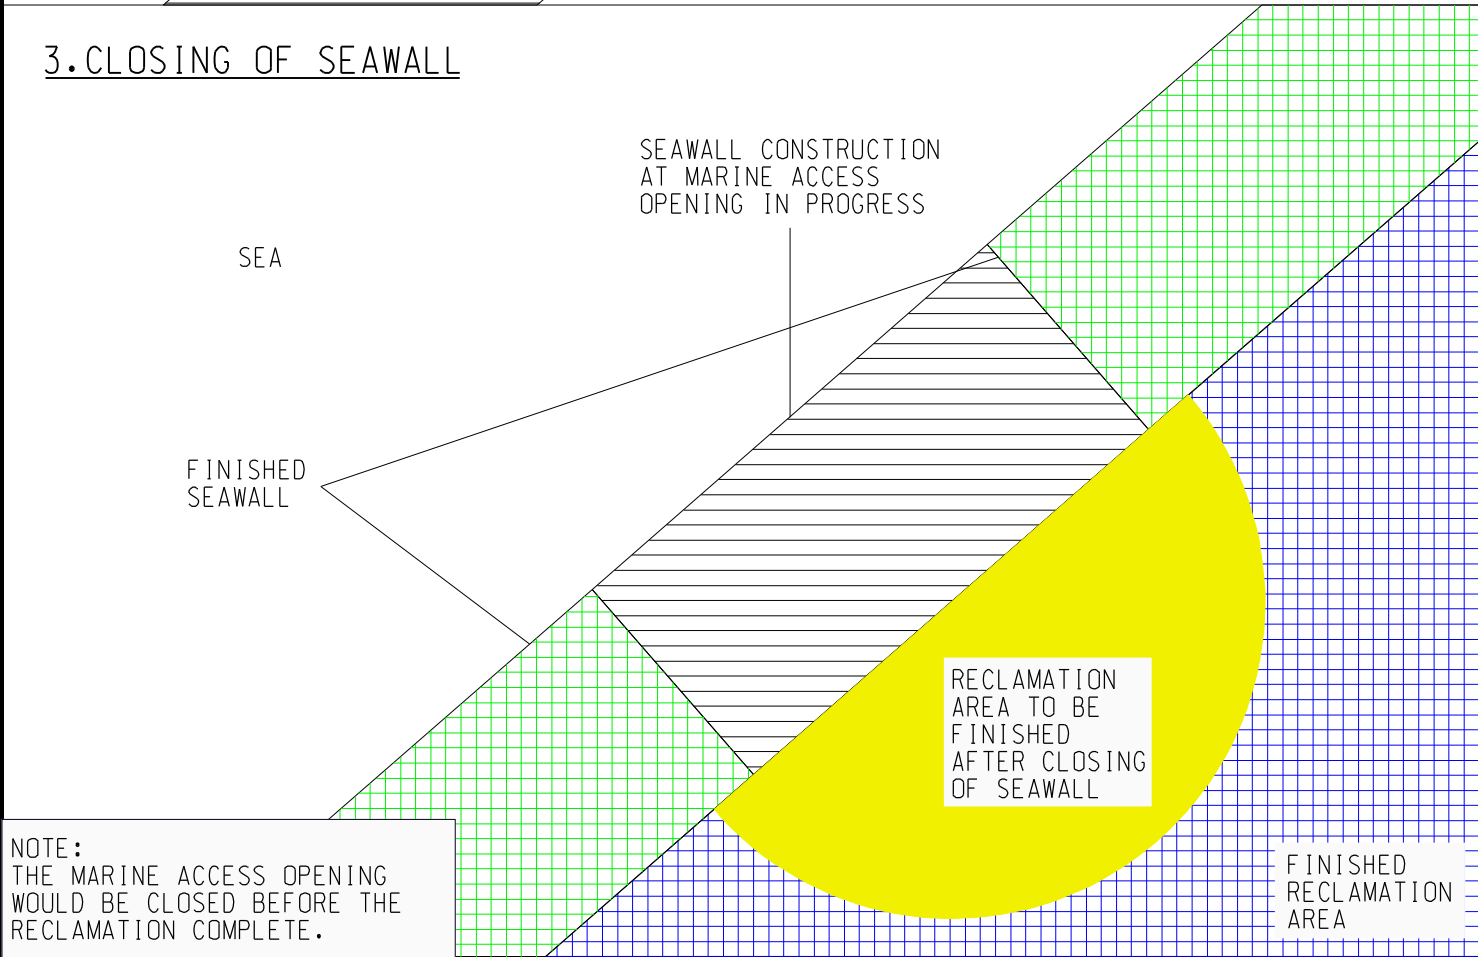 3.CLOSING OF SEAWALL
SEAWALL CONSTRUCTION
AT MARINE ACCESS
OPENING IN PROGRESS
SEA
FINISHED
SEAWALL
RECLAMATION
AREA TO BE
FINISHED
AFTER CLOSING
OF SEAWALL
NOTE:
THE MARINE ACCESS OPENING
WOULD BE CLOSED BEFORE THE
RECLAMATION COMPLETE.
FINISHED
RECLAMATION
AREA